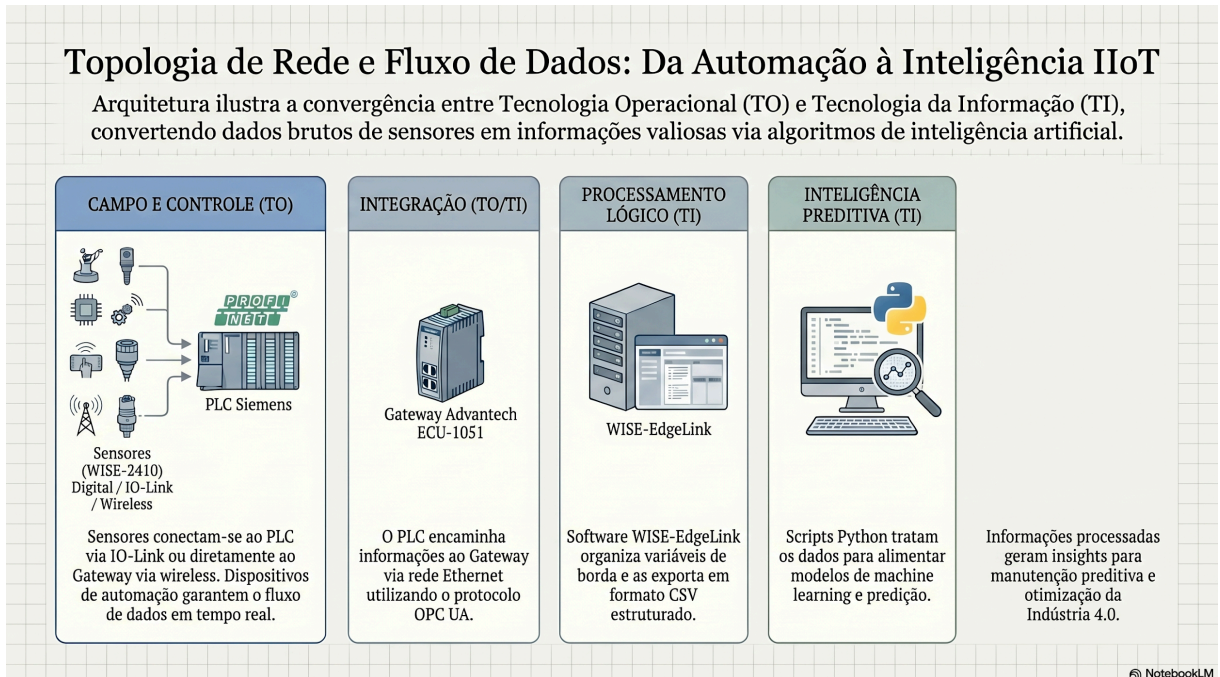 Topologia de Rede e Fluxo de Dados: Da Automação à Inteligência IIoT
Arquitetura ilustra a convergência entre Tecnologia Operacional (TO) e Tecnologia da Informação (TI),
convertendo dados brutos de sensores em informações valiosas via algoritmos de inteligência artificial.
CAMPO E CONTROLE (TO)
PROFI
NET
PLC Siemens
Sensores
(WISE-2410)
Digital / IO-Link
/ Wireless
Sensores conectam-se ao PLC
via IO-Link ou diretamente ao
Gateway via wireless. Dispositivos
de automação garantem o fluxo
de dados em tempo real.
INTEGRAÇÃO (TO/TI)
Gateway Advantech
ECU-1051
O PLC encaminha
informações ao Gateway
via rede Ethernet
utilizando o protocolo
OPC UA.
PROCESSAMENTO
LÓGICO (TI)
WISE-EdgeLink
Software WISE-EdgeLink
organiza variáveis de
borda e as exporta em
formato CSV
estruturado.
INTELIGÊNCIA
PREDITIVA (TI)
Scripts Python tratam
os dados para alimentar
modelos de machine
learning e predição.
Informações processadas
geram insights para
manutenção preditiva e
otimização da
Indústria 4.0.
NotebookLM